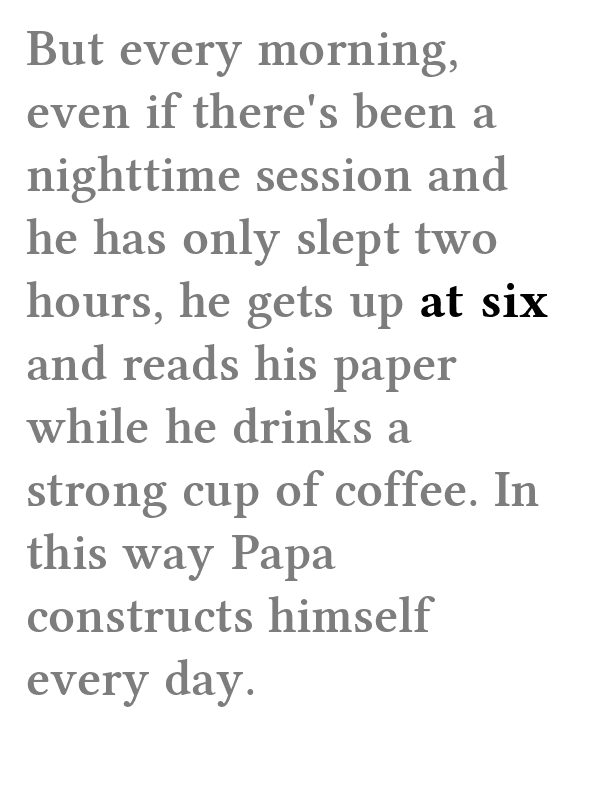 But every morning,
even if there's been a
nighttime session and
he has only slept two
hours, he gets up at six
and reads his paper
while he drinks a
strong cup of coffee. In
this way Papa
constructs himself
every day.